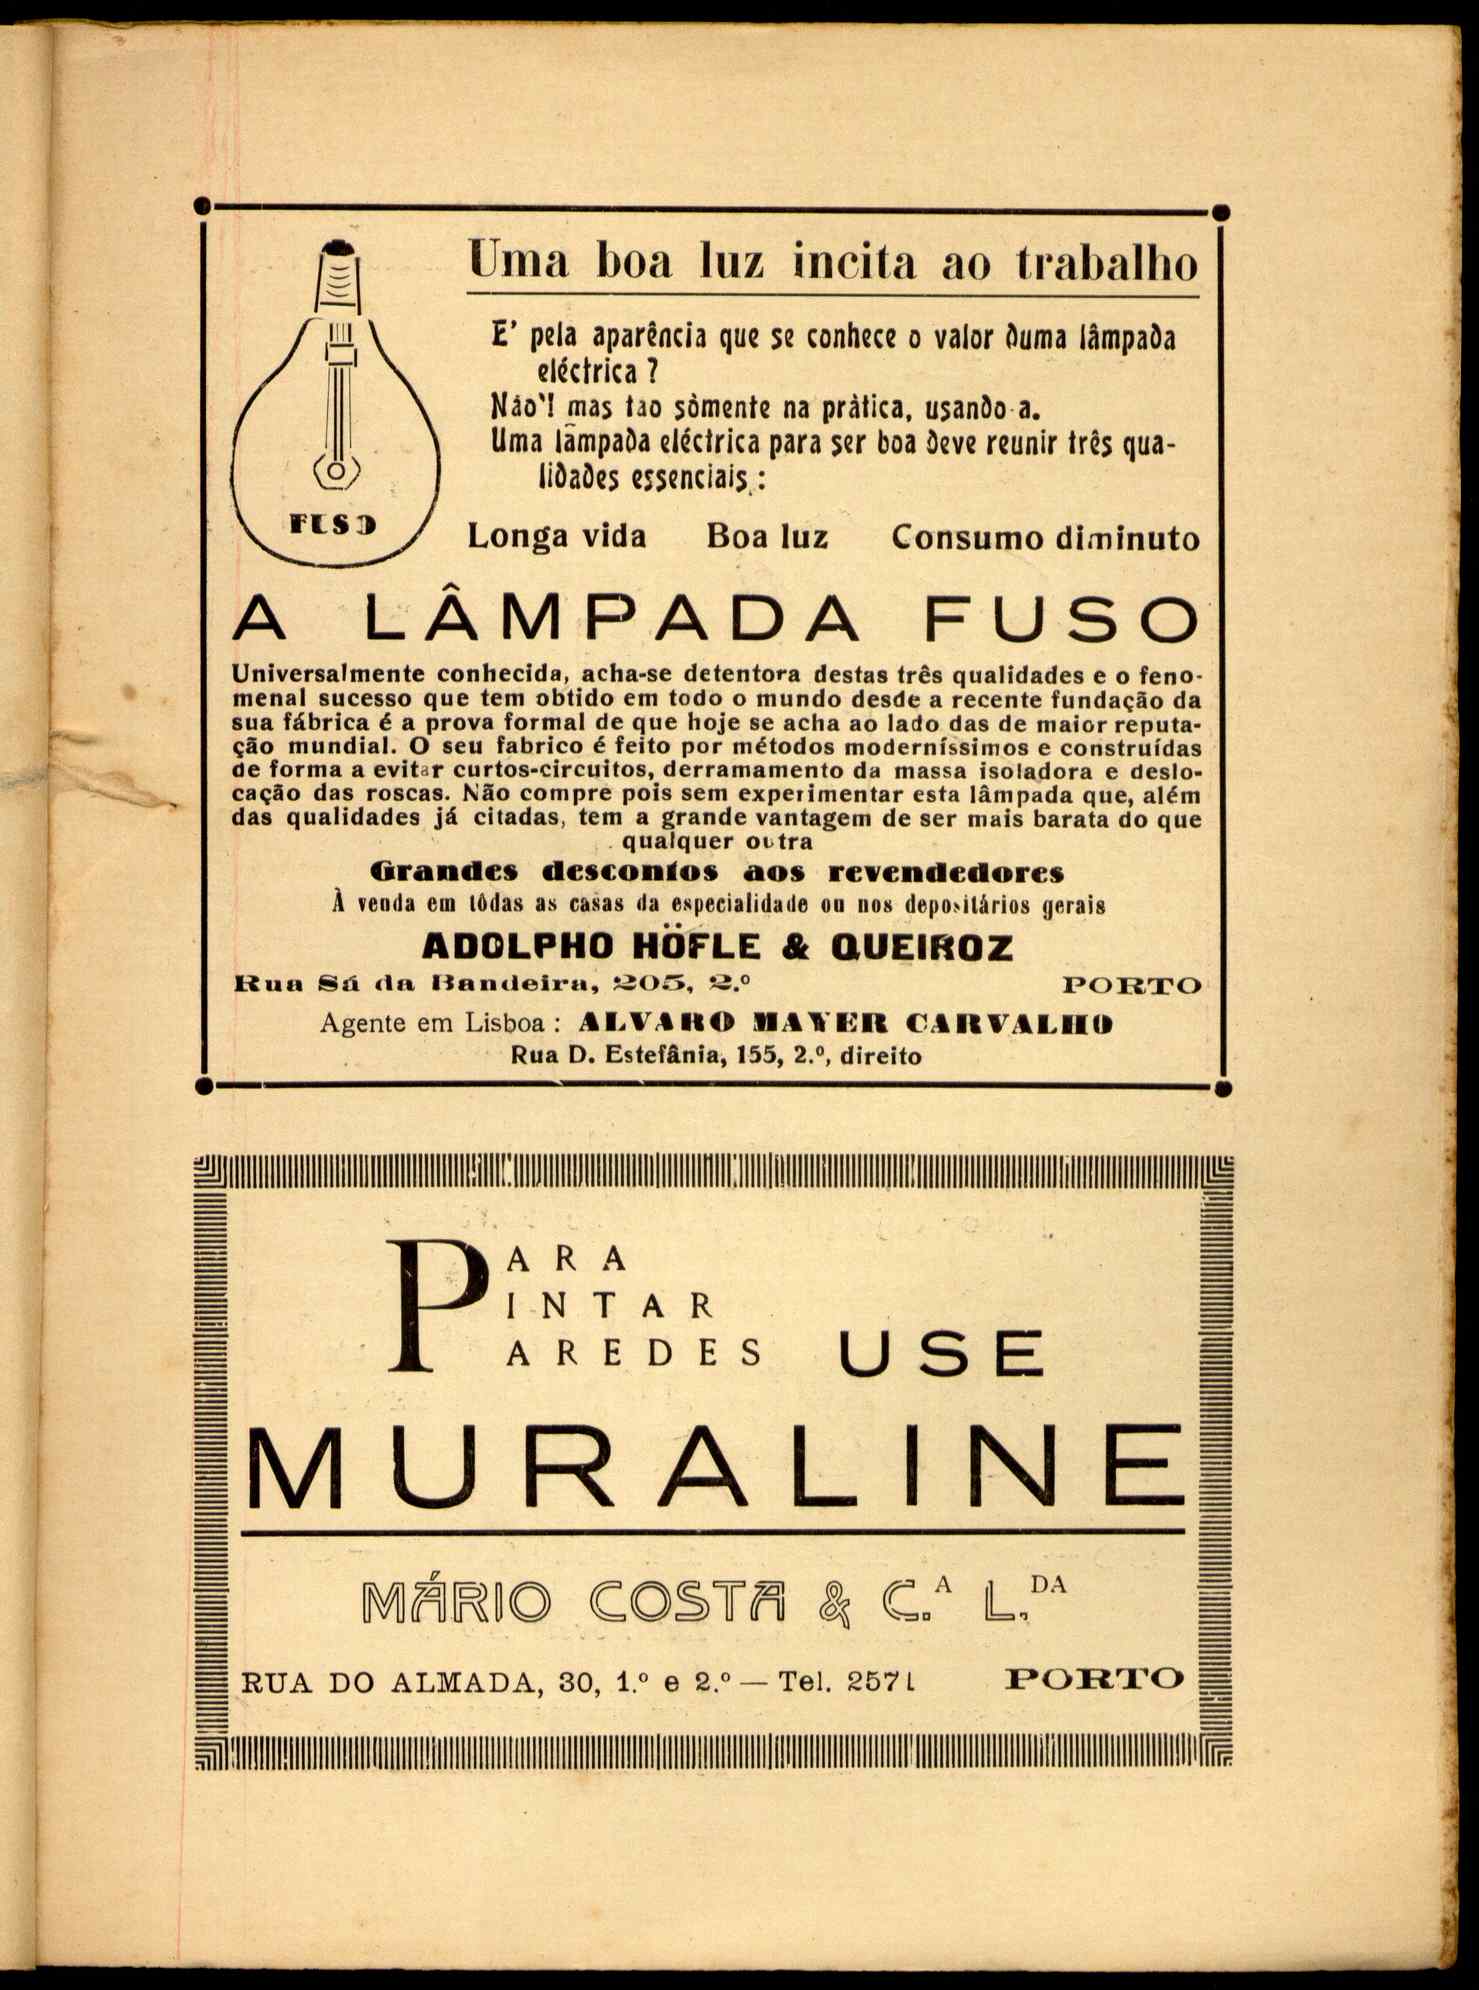 Uma boa luz incita ao trabalho
E' pela aparência que se conhece o valor duma lâmpada
eléctrica ?
Não'! mas tão sòmente na pràtica, usando-a.
Uma lâmpada eléctrica para ser boa deve reunir três qua-
lidades essenciais :
FUSO
Longa vida Boa luz Consumo diminuto
A LÂMPADA FUSO
Universalmente conhecida, acha-se detentora destas três qualidades e o feno-
menal sucesso que tem obtido em todo o mundo desde a recente fundação da
sua fábrica é a prova formal de que hoje se acha ao lado das de maior reputa-
ção mundial. O seu fabrico é feito por métodos moderníssimos e construídas
de forma a evitar curtos-circuitos, derramamento da massa isoladora e deslo-
cação das roscas. Não compre pois sem experimentar esta lâmpada que, além
das qualidades já citadas, tem a grande vantagem de ser mais barata do que
qualquer outra
Grandes descontos aos revendedores
À venda em tôdas as casas da especialidade ou nos depositários gerais
ADOLPHO HÖFLE & QUEIROZ
Rua Sá da Bandeira, 205, 2.º PORTO
Agente em Lisboa : ALVARO MAYER CARVALHO
Rua D. Estefânia, 155, 2.º, direito
PARA
PINTAR
PAREDES USE
MURALINE
MÁRIO COSTA & C.A L.DA
RUA DO ALMADA, 30, 1.º e 2.º — Tel. 2571 PORTO